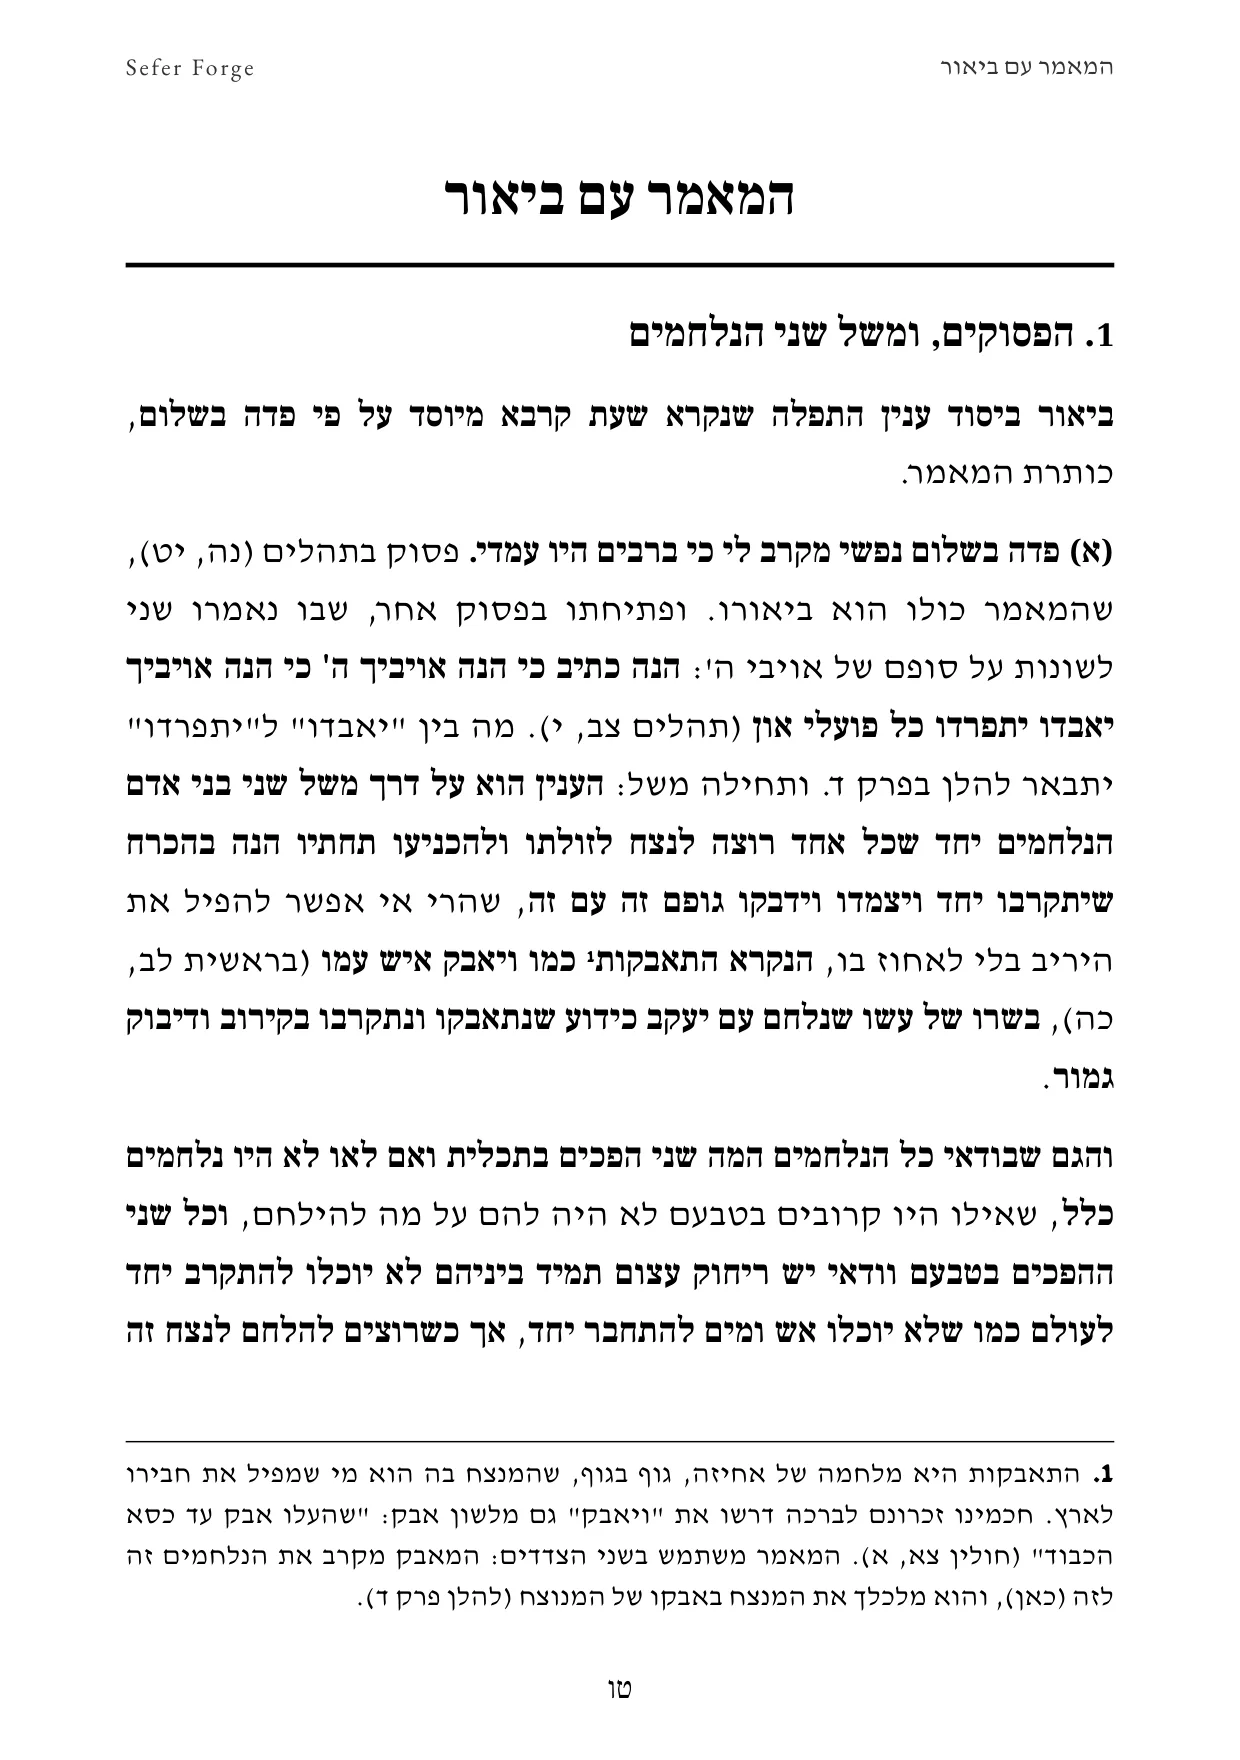 המאמר עם ביאור
Sefer Forge
המאמר עם ביאור
1. הפסוקים, ומשל שני הנלחמים
ביאור ביסוד ענין התפלה שנקרא שעת קרבא מיוסד על פי פדה בשלום,
כותרת המאמר.
(א) פדה בשלום נפשי מקרב לי כי ברבים היו עמדי. פסוק בתהלים (נה, יט),
שהמאמר כולו הוא ביאורו. ופתיחתו בפסוק אחר, שבו נאמרו שני
לשונות על סופם של אויבי ה': הנה כתיב כי הנה אויביך ה' כי הנה אויביך
יאבדו יתפרדו כל פועלי און (תהלים צב, י). מה בין "יאבדו" ל"יתפרדו"
יתבאר להלן בפרק ד. ותחילה משל: הענין הוא על דרך משל שני בני אדם
הנלחמים יחד שכל אחד רוצה לנצח לזולתו ולהכניעו תחתיו הנה בהכרח
שיתקרבו יחד ויצמדו וידבקו גופם זה עם זה, שהרי אי אפשר להפיל את
היריב בלי לאחוז בו, הנקרא התאבקות¹ כמו ויאבק איש עמו (בראשית לב,
כה), בשרו של עשו שנלחם עם יעקב כידוע שנתאבקו ונתקרבו בקירוב ודיבוק
גמור.
והגם שבודאי כל הנלחמים המה שני הפכים בתכלית ואם לאו לא היו נלחמים
כלל, שאילו היו קרובים בטבעם לא היה להם על מה להילחם, וכל שני
ההפכים בטבעם וודאי יש ריחוק עצום תמיד ביניהם לא יוכלו להתקרב יחד
לעולם כמו שלא יוכלו אש ומים להתחבר יחד, אך כשרוצים להלחם לנצח זה
1. התאבקות היא מלחמה של אחיזה, גוף בגוף, שהמנצח בה הוא מי שמפיל את חבירו
לארץ. חכמינו זכרונם לברכה דרשו את "ויאבק" גם מלשון אבק: "שהעלו אבק עד כסא
הכבוד" (חולין צא, א). המאמר משתמש בשני הצדדים: המאבק מקרב את הנלחמים זה
לזה (כאן), והוא מלכלך את המנצח באבקו של המנוצח (להלן פרק ד).
טו